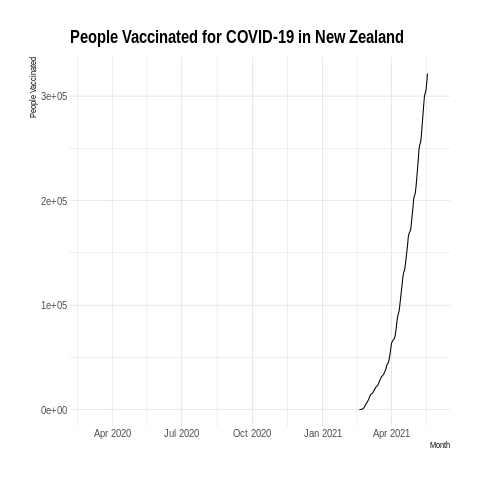 People Vaccinated for COVID-19 in New Zealand
People Vaccinated
3e+05
2e+05
1e+05
0e+00
Apr 2020 Jul 2020 Oct 2020 Jan 2021 Apr 2021
Month